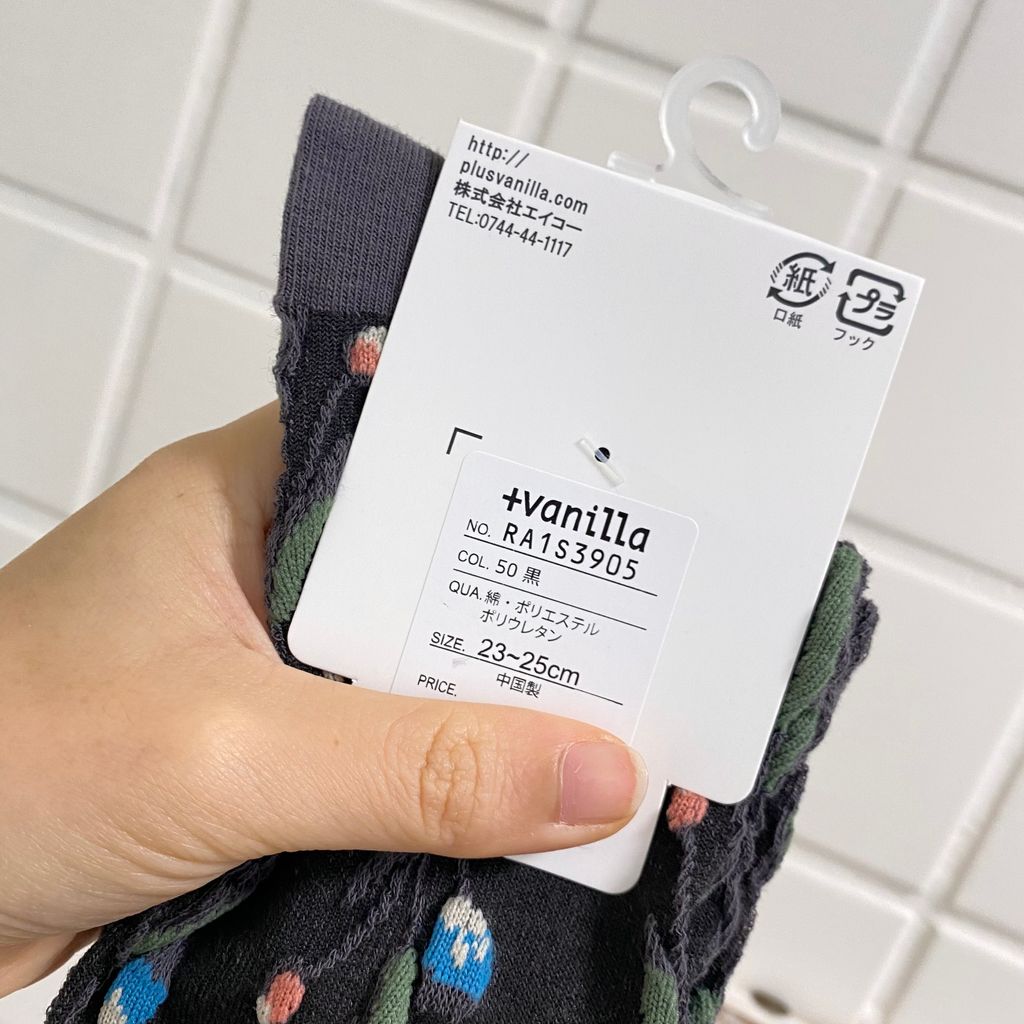 http://
plusvanilla.com
株式会社エイコー
TEL:0744-44-1117
紙
口紙
プラ
フック
+vanilla
NO. RA1S3905
COL. 50 黒
QUA. 綿・ポリエステル
ポリウレタン
SIZE. 23~25cm
中国製
PRICE.